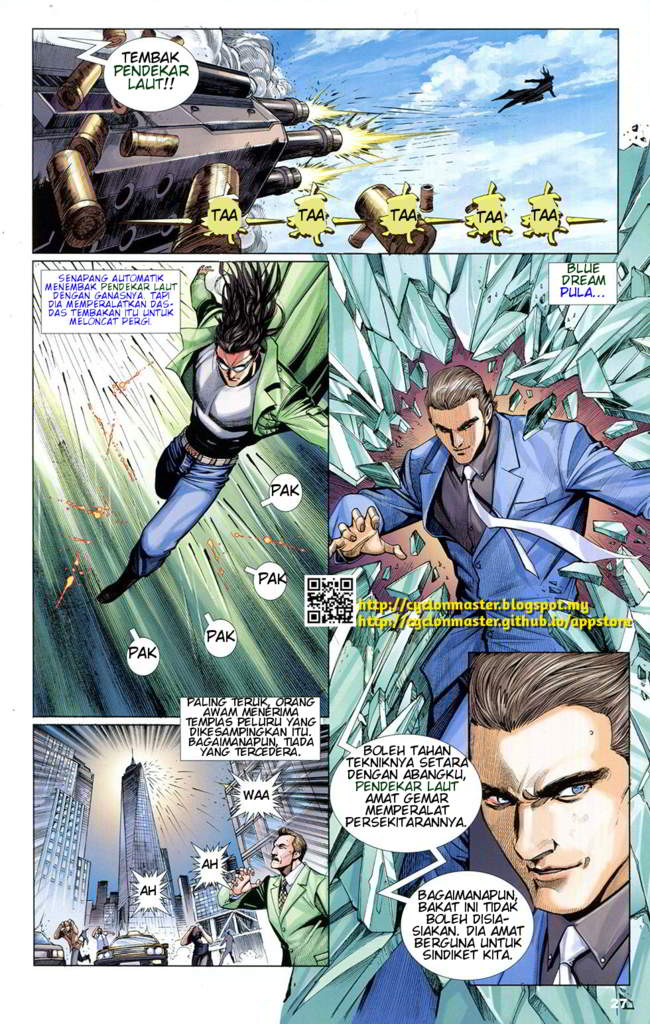 TEMBAK
PENDEKAR
LAUT!!
TAA
TAA
TAA
TAA
TAA
SENAPANG AUTOMATIK
MENEMBAK PENDEKAR LAUT
DENGAN GANASNYA. TAPI
DIA MEMPERALATKAN DAS-
DAS TEMBAKAN ITU UNTUK
MELONCAT PERGI.
PAK
PAK
PAK
PAK
BLUE
DREAM
PULA...
http://cyclonmaster.blogspot.my
http://cyclonmaster.github.io/appstore
PALING TERUK, ORANG
AWAM MENERIMA
TEMPIAS PELURU YANG
DIKESAMPINGKAN ITU.
BAGAIMANAPUN, TIADA
YANG TERCEDERA.
WAA
AH
AH
BOLEH TAHAN
TEKNIKNYA SETARA
DENGAN ABANGKU,
PENDEKAR LAUT
AMAT GEMAR
MEMPERALAT
PERSEKITARANNYA.
BAGAIMANAPUN,
BAKAT INI TIDAK
BOLEH DISIA-
SIAKAN. DIA AMAT
BERGUNA UNTUK
SINDIKET KITA.
27